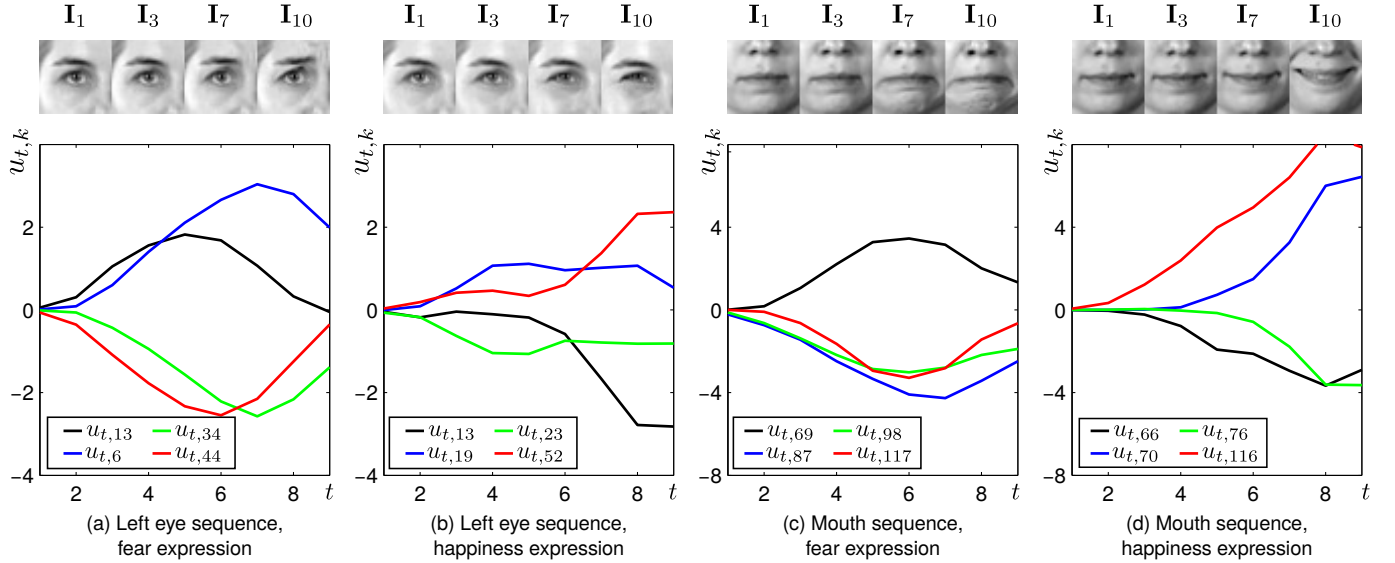 I1 I3 I7 I10 I1 I3 I7 I10 I1 I3 I7 I10 I1 I3 I7 I10
ut,k
2
0
−2
−4
ut,13 ut,34
ut,6 ut,44
2 4 6 8 t
(a) Left eye sequence,
fear expression
ut,k
2
0
−2
−4
ut,13 ut,23
ut,19 ut,52
2 4 6 8 t
(b) Left eye sequence,
happiness expression
ut,k
4
0
−4
−8
ut,69 ut,98
ut,87 ut,117
2 4 6 8 t
(c) Mouth sequence,
fear expression
ut,k
4
0
−4
−8
ut,66 ut,76
ut,70 ut,116
2 4 6 8 t
(d) Mouth sequence,
happiness expression